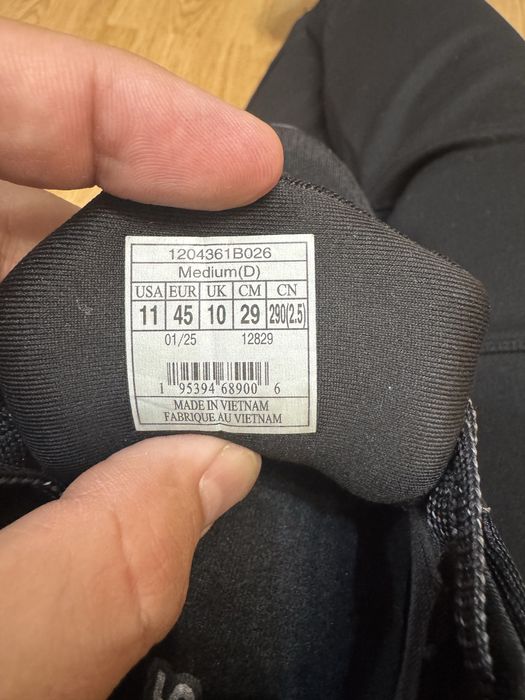 1204361B026
Medium(D)
USA EUR UK CM CN
11 45 10 29 290(2.5)
01/25 12829
1 95394 68900 6
MADE IN VIETNAM
FABRIQUE AU VIETNAM